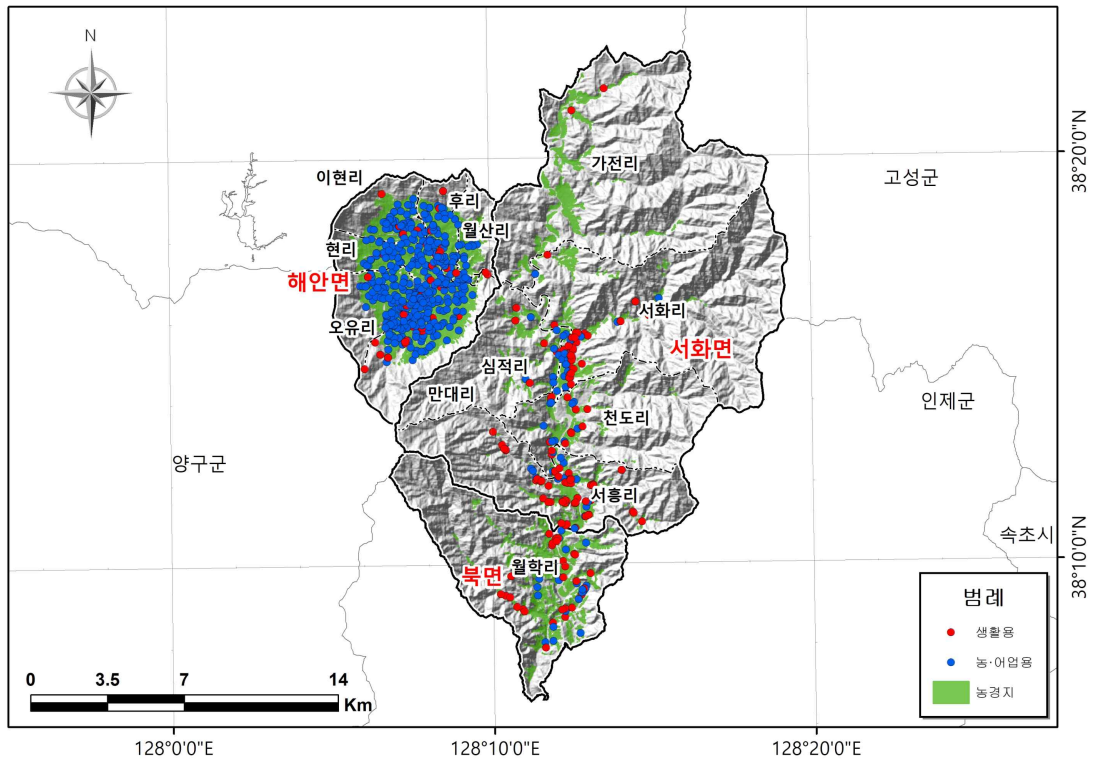 N
38°20'0"N
가전리
고성군
이현리
후리
월산리
현리
해안면
서화리
오유리
서화면
심적리
만대리
천도리
인제군
양구군
서흥리
속초시
38°10'0"N
월학리
북면
범례
생활용
농·어업용
농경지
0 3.5 7 14
Km
128°0'0"E 128°10'0"E 128°20'0"E